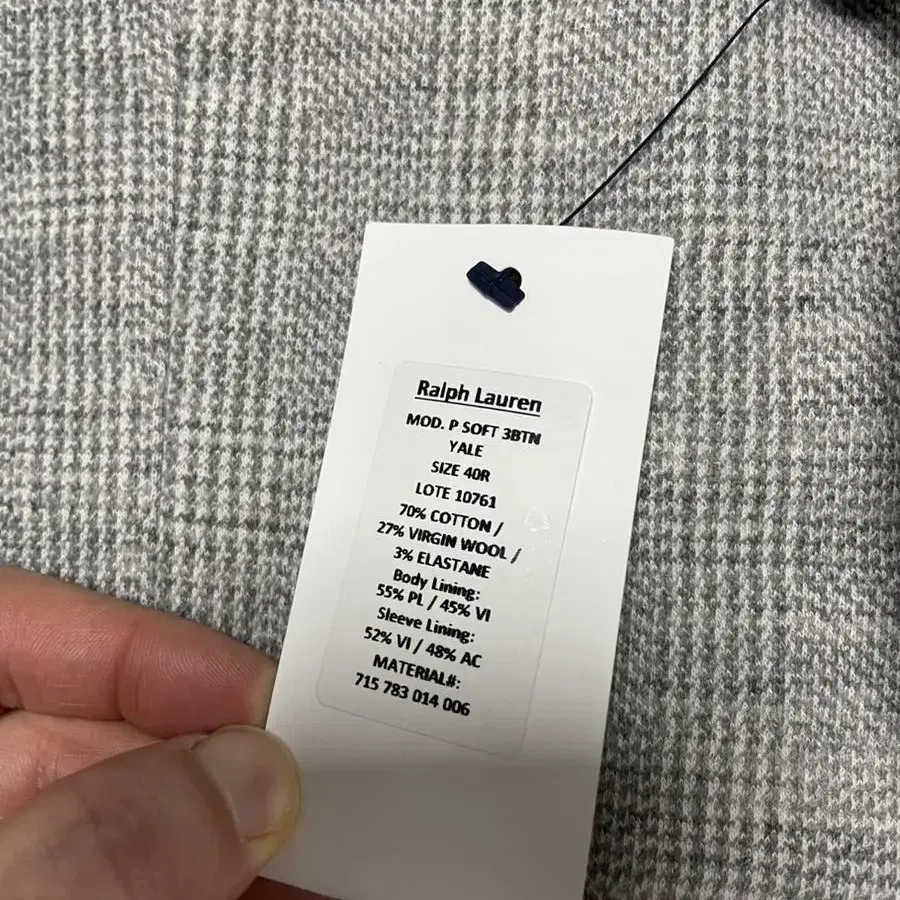 Ralph Lauren
MOD. P SOFT 3BTN
YALE
SIZE 40R
LOTE 10761
70% COTTON /
27% VIRGIN WOOL /
3% ELASTANE
Body Lining:
55% PL / 45% VI
Sleeve Lining:
52% VI / 48% AC
MATERIAL#:
715 783 014 006